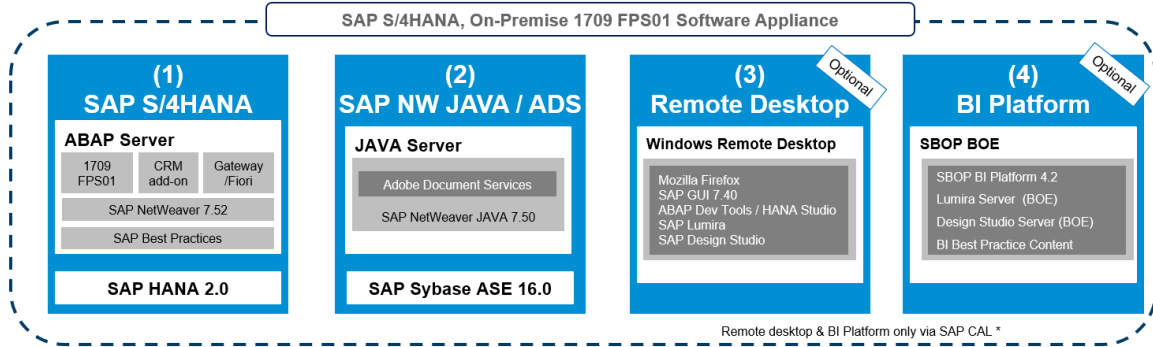 SAP S/4HANA, On-Premise 1709 FPS01 Software Appliance
(1)
SAP S/4HANA
ABAP Server
1709
FPS01
CRM
add-on
Gateway
/Fiori
SAP NetWeaver 7.52
SAP Best Practices
SAP HANA 2.0
(2)
SAP NW JAVA / ADS
JAVA Server
Adobe Document Services
SAP NetWeaver JAVA 7.50
SAP Sybase ASE 16.0
(3)
Optional
Remote Desktop
Windows Remote Desktop
Mozilla Firefox
SAP GUI 7.40
ABAP Dev Tools / HANA Studio
SAP Lumira
SAP Design Studio
(4)
Optional
BI Platform
SBOP BOE
SBOP BI Platform 4.2
Lumira Server (BOE)
Design Studio Server (BOE)
BI Best Practice Content
Remote desktop & BI Platform only via SAP CAL *